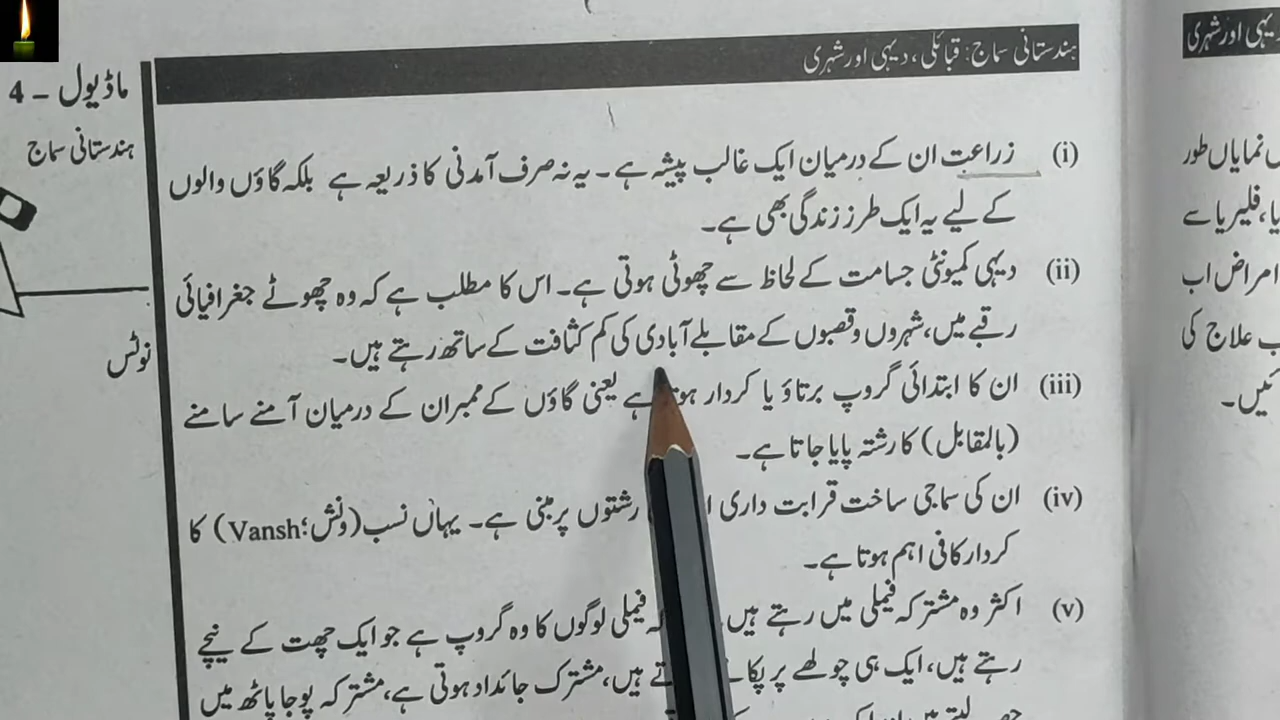 ہندستانی سماج: قبائلی، دیہی اور شہری
ماڈیول - 4
ہندستانی سماج
نوٹس
(i) زراعت ان کے درمیان ایک غالب پیشہ ہے۔ یہ نہ صرف آمدنی کا ذریعہ ہے بلکہ گاؤں والوں
کے لیے یہ ایک طرز زندگی بھی ہے۔
(ii) دیہی کمیونٹی جسامت کے لحاظ سے چھوٹی ہوتی ہے۔ اس کا مطلب ہے کہ وہ چھوٹے جغرافیائی
رقبے میں، شہروں و قصبوں کے مقابلے آبادی کی کم کثافت کے ساتھ رہتے ہیں۔
(iii) ان کا ابتدائی گروپ برتاؤ یا کردار ہوتا ہے یعنی گاؤں کے ممبران کے درمیان آمنے سامنے
(بالمقابل) کا رشتہ پایا جاتا ہے۔
(iv) ان کی سماجی ساخت قرابت داری رشتوں پر مبنی ہے۔ یہاں نسب (ونش؛ Vansh) کا
کردار کافی اہم ہوتا ہے۔
(v) اکثر وہ مشترکہ فیملی میں رہتے ہیں فیملی لوگوں کا وہ گروپ ہے جو ایک چھت کے نیچے
رہتے ہیں، ایک ہی چولھے پر ہیں، مشترک جائداد ہوتی ہے، مشترکہ پوجا پاٹھ میں
دیہی اور شہری
نمایاں طور
یا، فلیریا سے
امراض اب
علاج کی